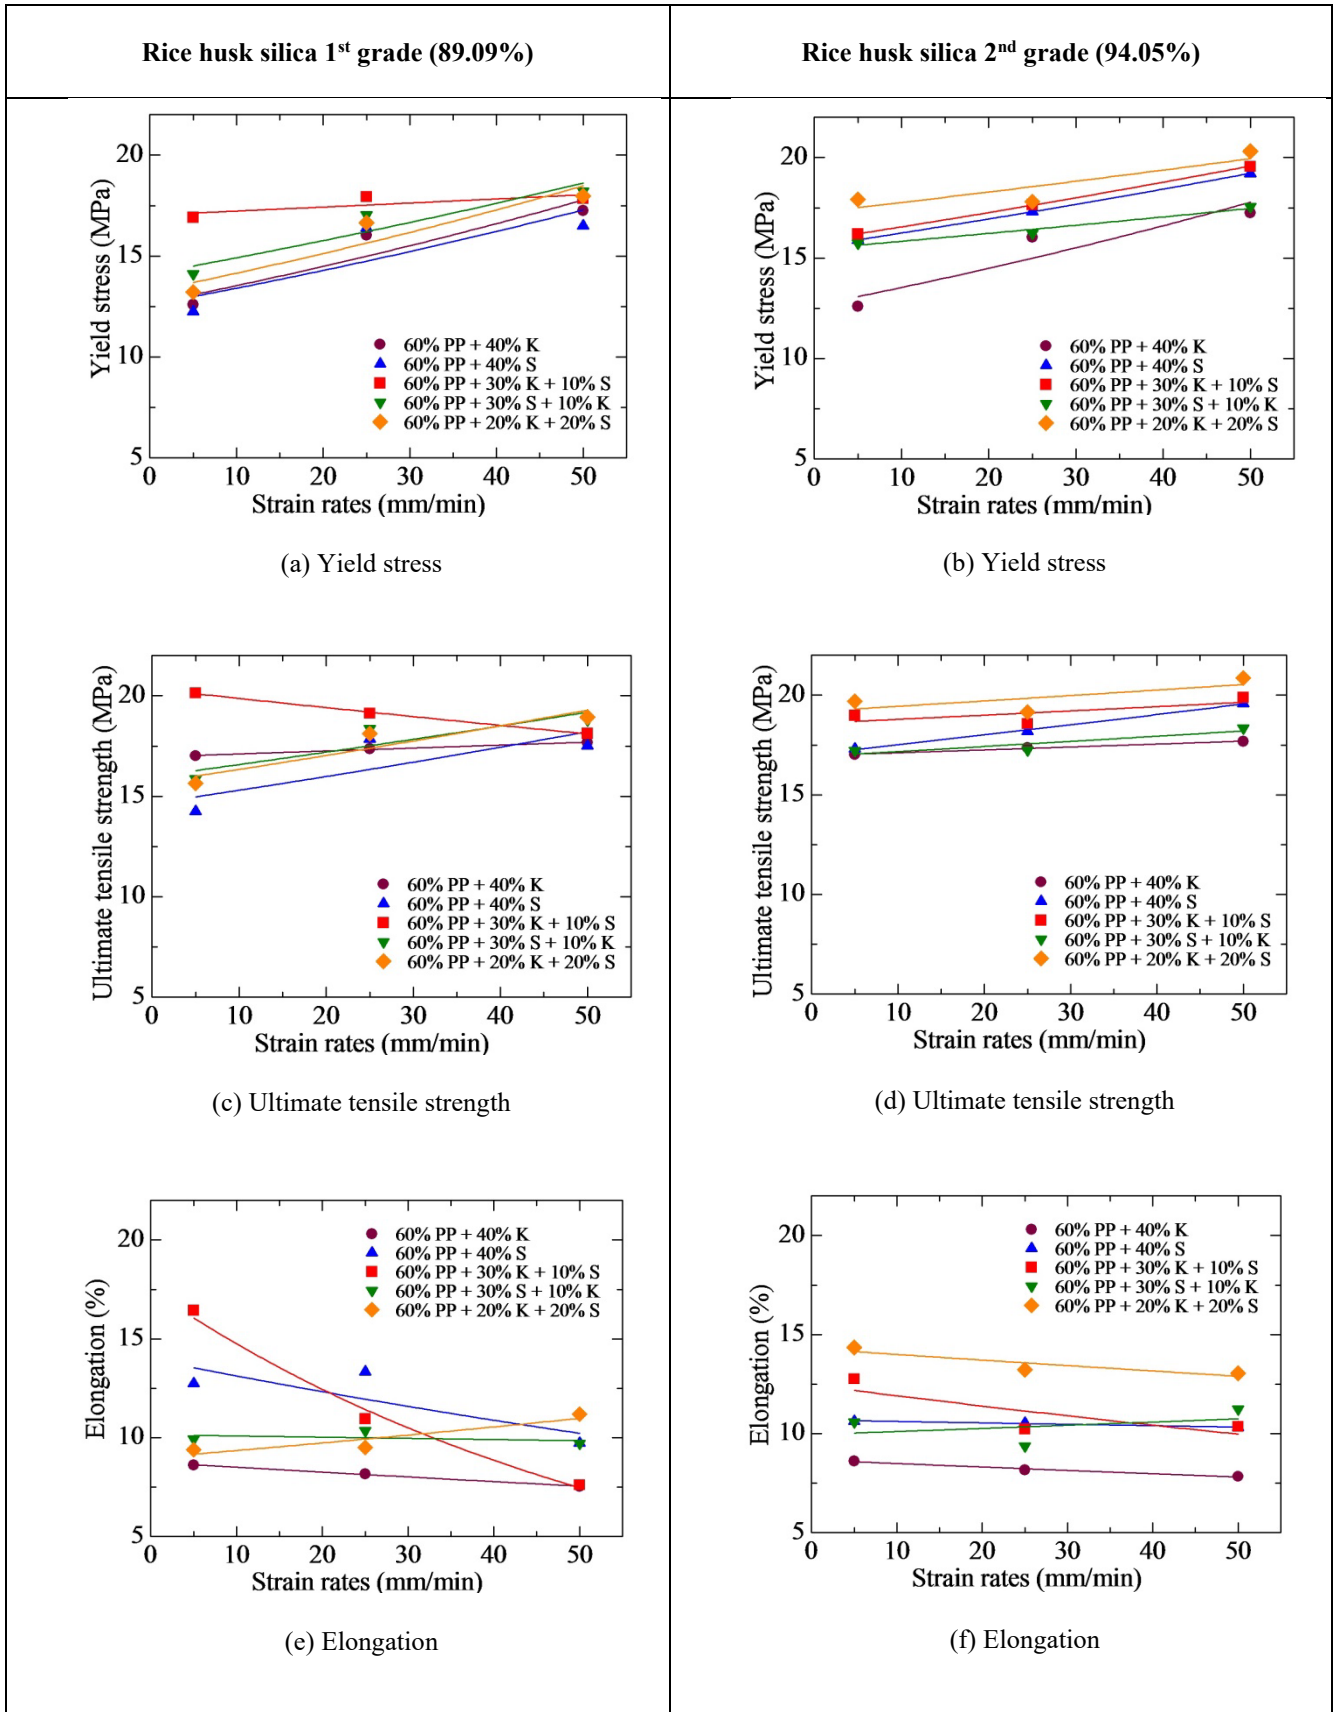 Rice husk silica 1st grade (89.09%)
Rice husk silica 2nd grade (94.05%)
Yield stress (MPa)
20
15
10
5
60% PP + 40% K
60% PP + 40% S
60% PP + 30% K + 10% S
60% PP + 30% S + 10% K
60% PP + 20% K + 20% S
0 10 20 30 40 50
Strain rates (mm/min)
(a) Yield stress
Yield stress (MPa)
20
15
10
5
60% PP + 40% K
60% PP + 40% S
60% PP + 30% K + 10% S
60% PP + 30% S + 10% K
60% PP + 20% K + 20% S
0 10 20 30 40 50
Strain rates (mm/min)
(b) Yield stress
Ultimate tensile strength (MPa)
20
15
10
5
60% PP + 40% K
60% PP + 40% S
60% PP + 30% K + 10% S
60% PP + 30% S + 10% K
60% PP + 20% K + 20% S
0 10 20 30 40 50
Strain rates (mm/min)
(c) Ultimate tensile strength
Ultimate tensile strength (MPa)
20
15
10
5
60% PP + 40% K
60% PP + 40% S
60% PP + 30% K + 10% S
60% PP + 30% S + 10% K
60% PP + 20% K + 20% S
0 10 20 30 40 50
Strain rates (mm/min)
(d) Ultimate tensile strength
Elongation (%)
20
15
10
5
60% PP + 40% K
60% PP + 40% S
60% PP + 30% K + 10% S
60% PP + 30% S + 10% K
60% PP + 20% K + 20% S
0 10 20 30 40 50
Strain rates (mm/min)
(e) Elongation
Elongation (%)
20
15
10
5
60% PP + 40% K
60% PP + 40% S
60% PP + 30% K + 10% S
60% PP + 30% S + 10% K
60% PP + 20% K + 20% S
0 10 20 30 40 50
Strain rates (mm/min)
(f) Elongation